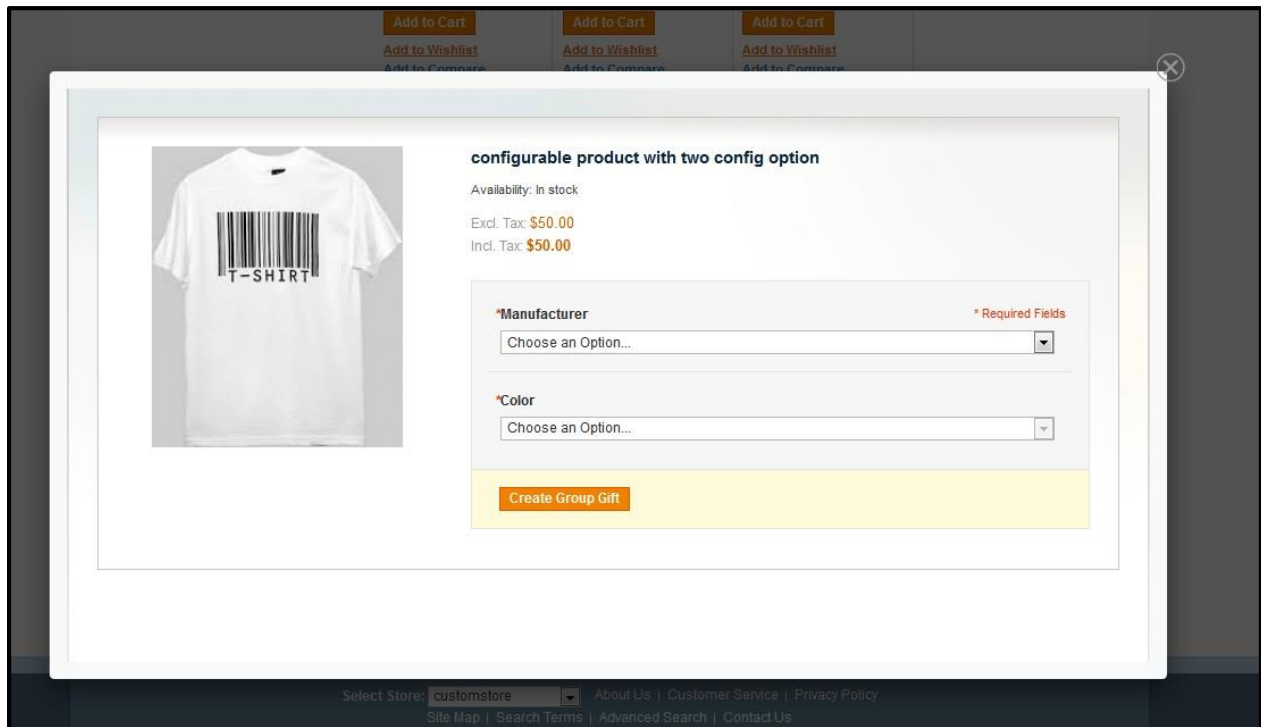 Add to Cart Add to Cart Add to Cart
Add to Wishlist Add to Wishlist Add to Wishlist
Add to Compare Add to Compare Add to Compare
configurable product with two config option
Availability: In stock
Excl. Tax: $50.00
Incl. Tax: $50.00
T-SHIRT
*Manufacturer * Required Fields
Choose an Option...
*Color
Choose an Option...
Create Group Gift
Select Store: customstore About Us | Customer Service | Privacy Policy
Site Map | Search Terms | Advanced Search | Contact Us